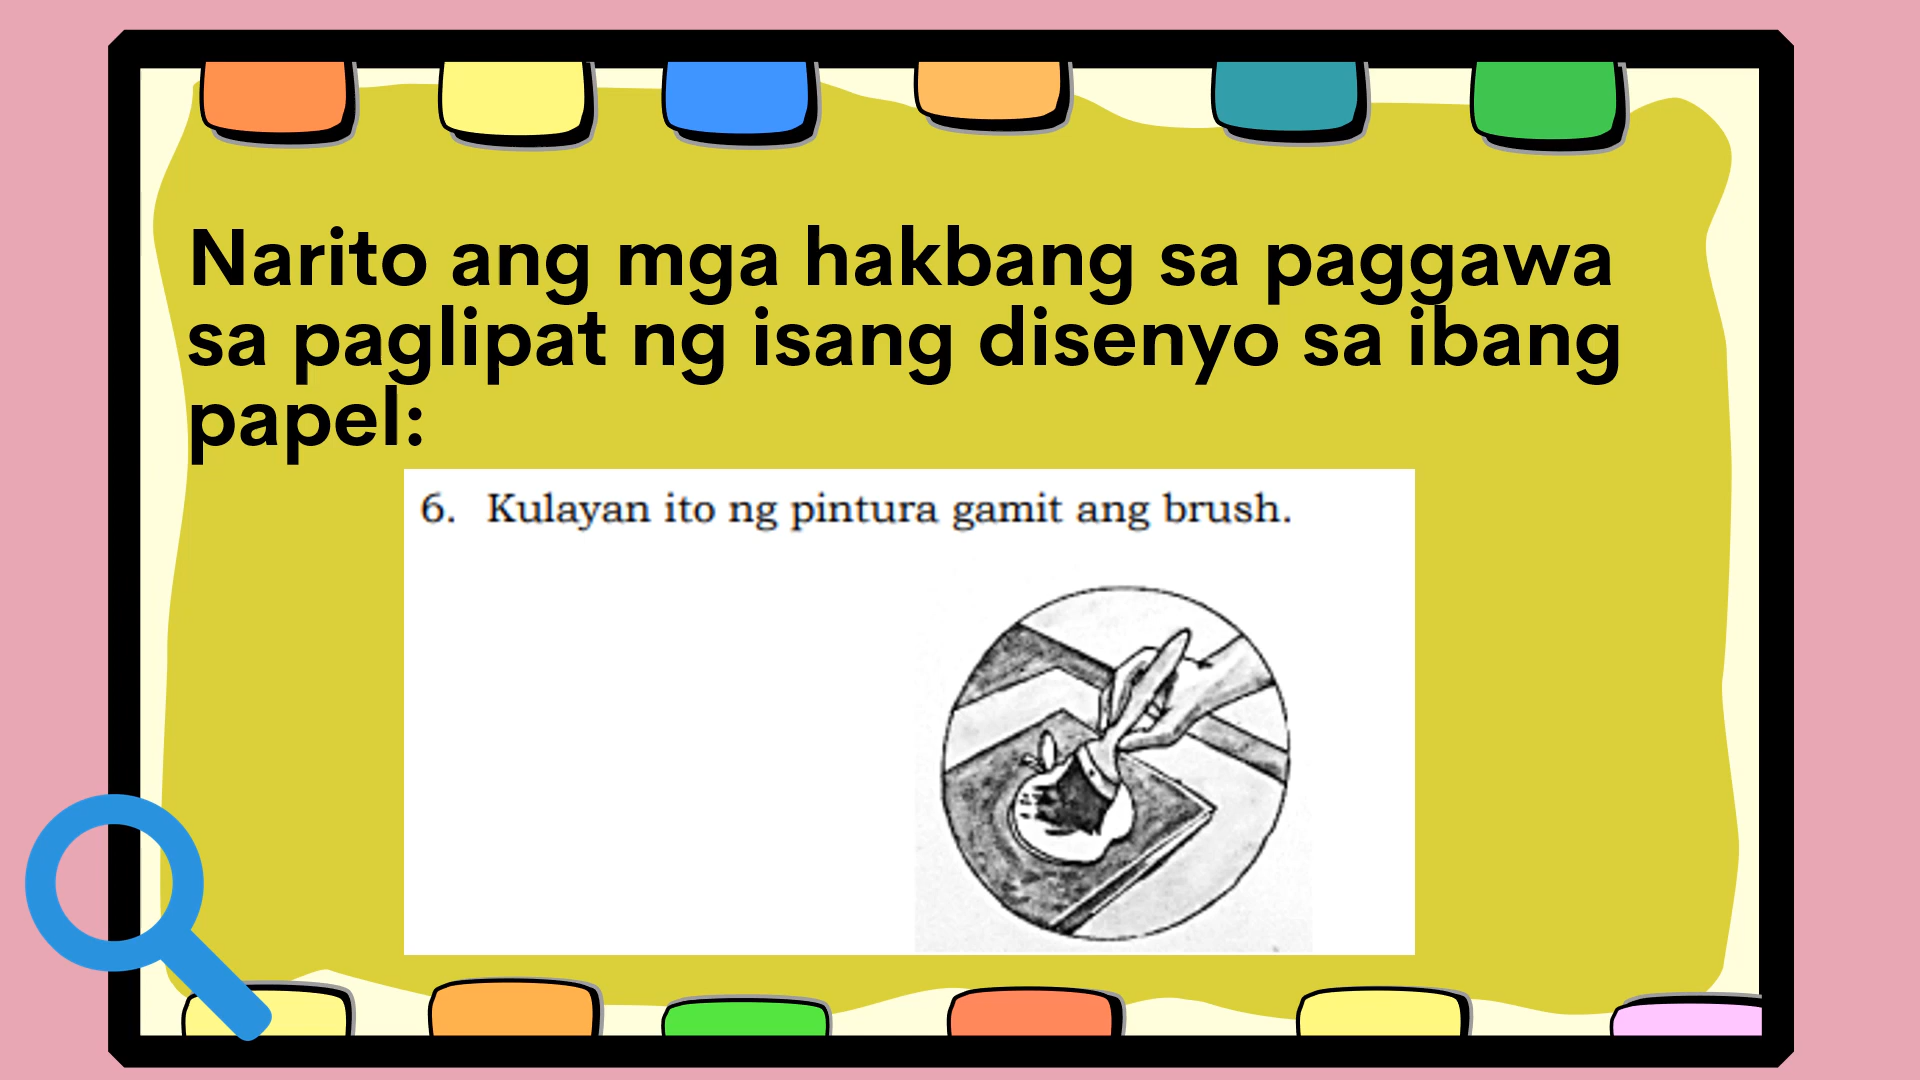 Narito ang mga hakbang sa paggawa
sa paglipat ng isang disenyo sa ibang
papel:
6. Kulayan ito ng pintura gamit ang brush.